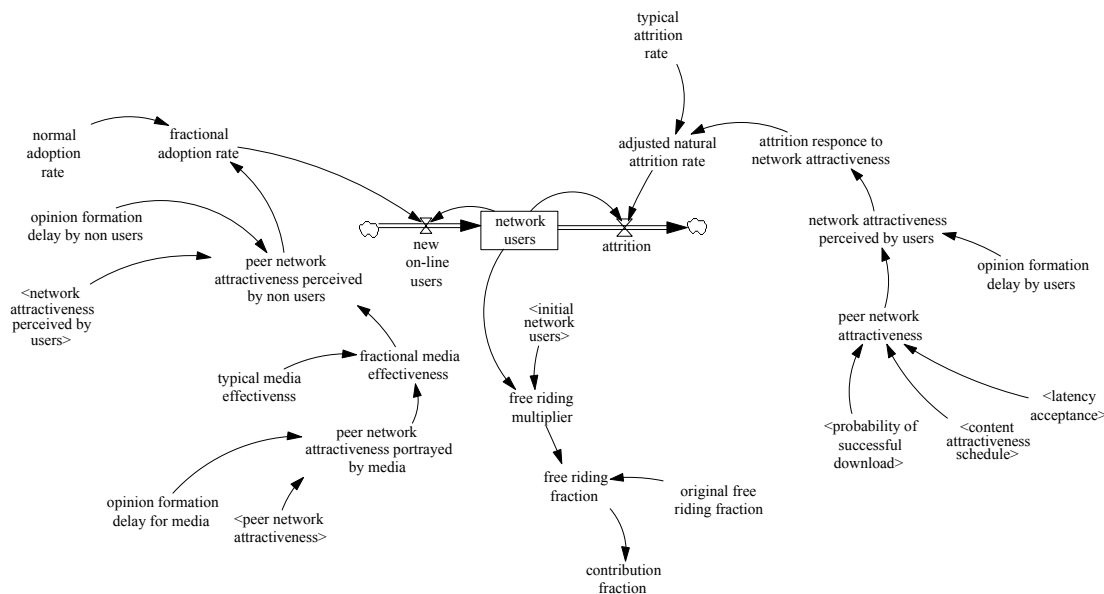 typical
attrition
rate
normal
adoption
rate
fractional
adoption rate
adjusted natural
attrition rate
attrition responce to
network attractiveness
opinion formation
delay by non users
new
on-line
users
network
users
attrition
network attractiveness
perceived by users
opinion formation
delay by users
peer network
attractiveness perceived
by non users
<network
attractiveness
perceived by
users>
<initial
network
users>
peer network
attractiveness
typical media
effectivenss
fractional media
effectiveness
free riding
multiplier
<latency
acceptance>
<probability of
successful
download>
<content
attractiveness
schedule>
peer network
attractiveness portrayed
by media
opinion formation
delay for media
<peer network
attractiveness>
free riding
fraction
original free
riding fraction
contribution
fraction